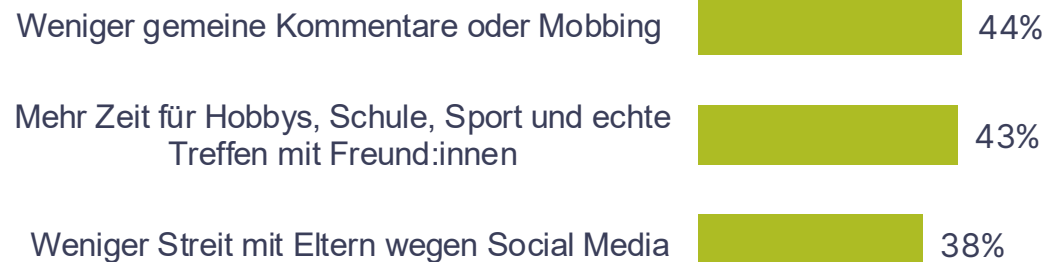 Weniger gemeine Kommentare oder Mobbing 44%
Mehr Zeit für Hobbys, Schule, Sport und echte
Treffen mit Freund:innen 43%
Weniger Streit mit Eltern wegen Social Media 38%